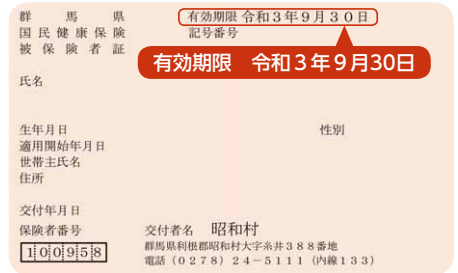 群馬県 有効期限 令和3年9月30日
国民健康保険 記号番号
被保険者証
有効期限 令和3年9月30日
氏名
生年月日 性別
適用開始年月日
世帯主氏名
住所
交付年月日
保険者番号 交付者名 昭和村
100958 群馬県利根郡昭和村大字糸井388番地
電話(0278)24-5111(内線133)